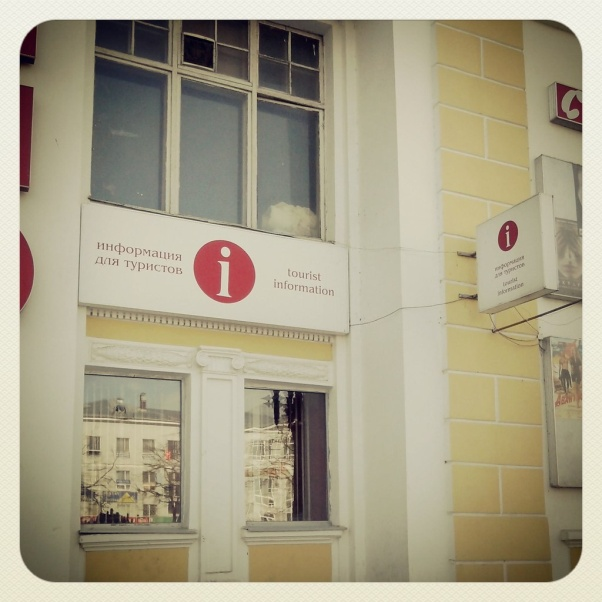 информация
для туристов
i
tourist
information
i
информация
для туристов
tourist
information